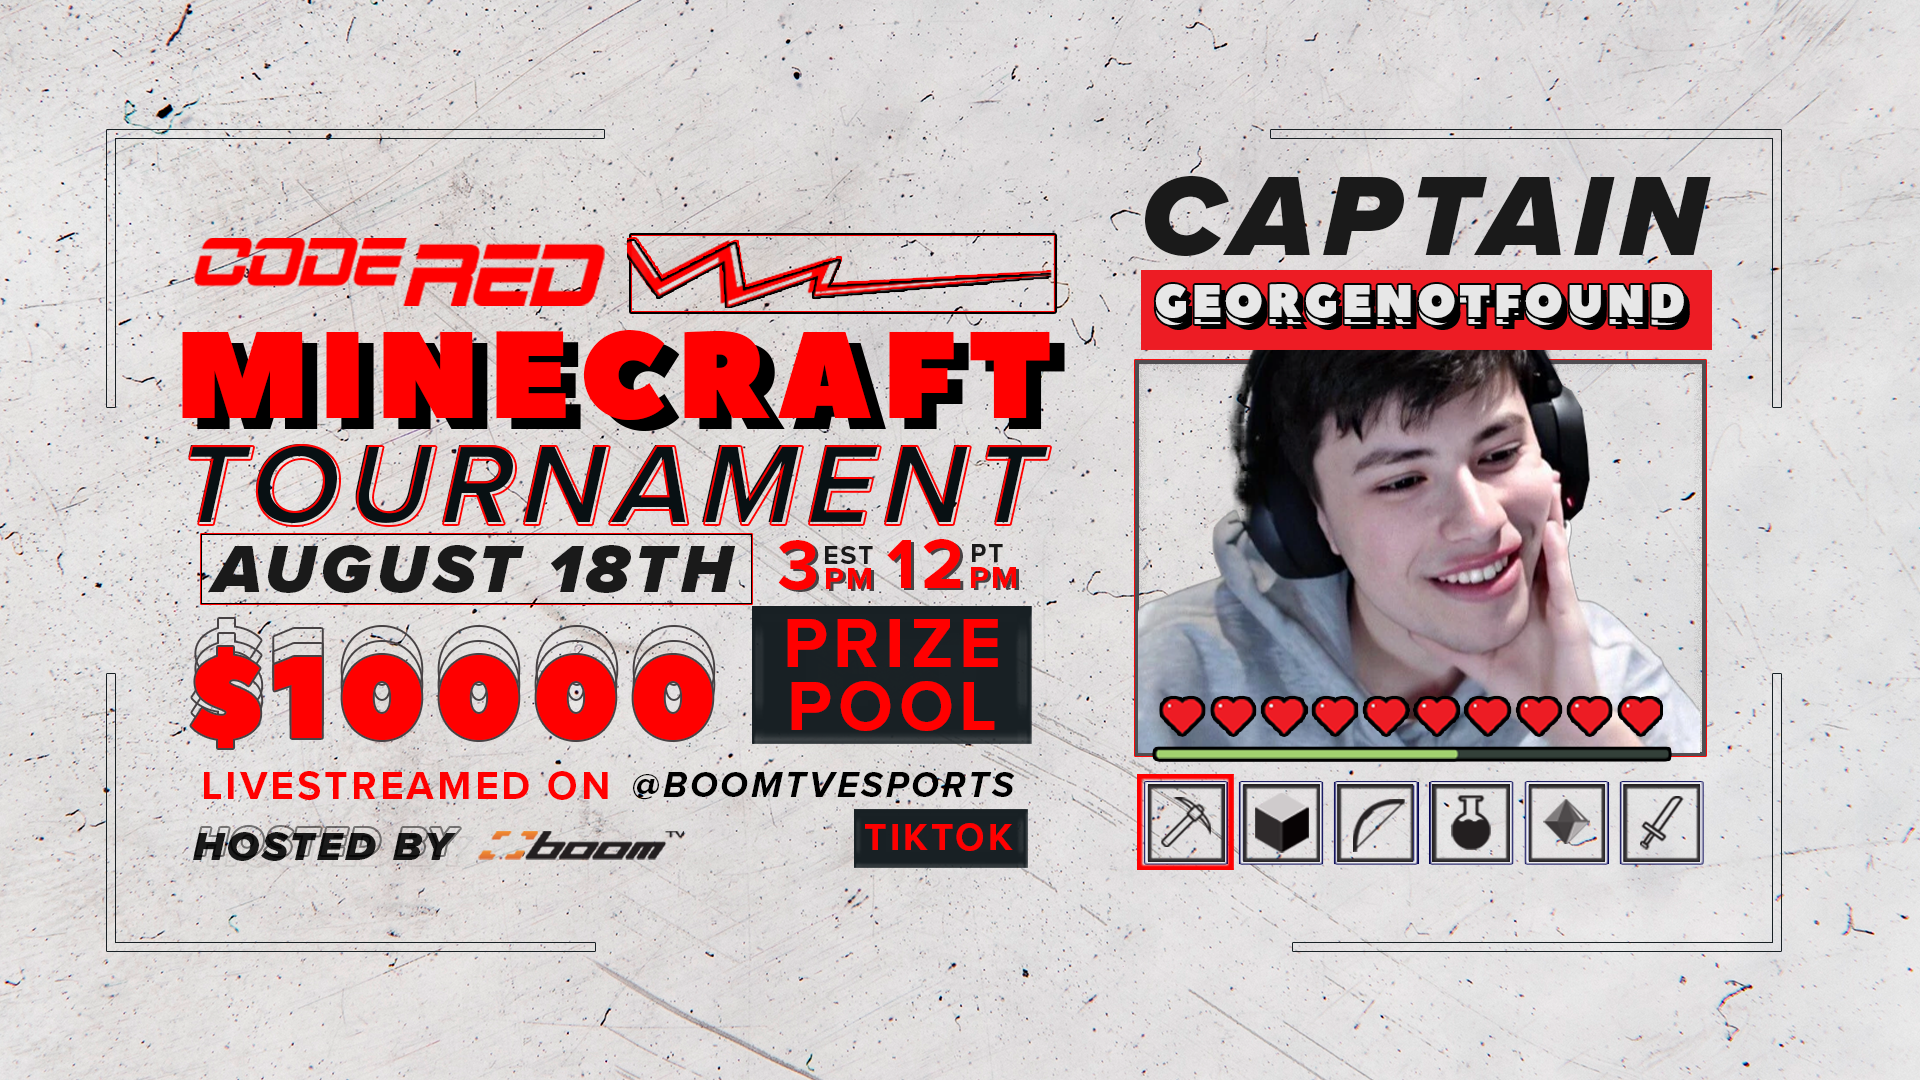 CODE RED
MINECRAFT
TOURNAMENT
AUGUST 18TH 3 EST PM 12 PT PM
$10000 PRIZE POOL
LIVESTREAMED ON @BOOMTVESPORTS
TIKTOK
HOSTED BY boom TV
CAPTAIN
GEORGENOTFOUND